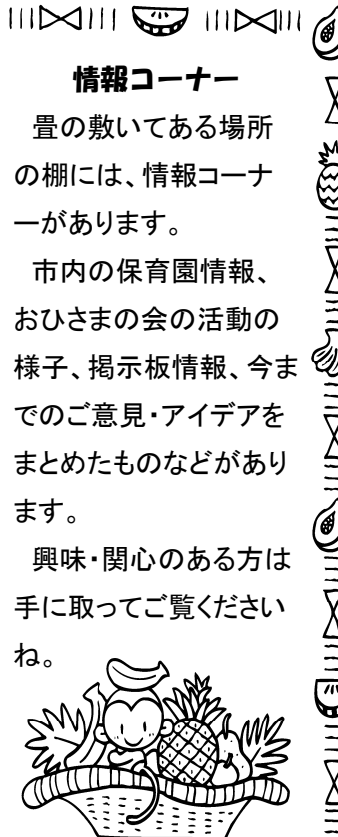 情報コーナー
畳の敷いてある場所
の棚には、情報コーナ
ーがあります。
市内の保育園情報、
おひさまの会の活動の
様子、掲示板情報、今ま
でのご意見・アイデアを
まとめたものなどがあり
ます。
興味・関心のある方は
手に取ってご覧ください
ね。